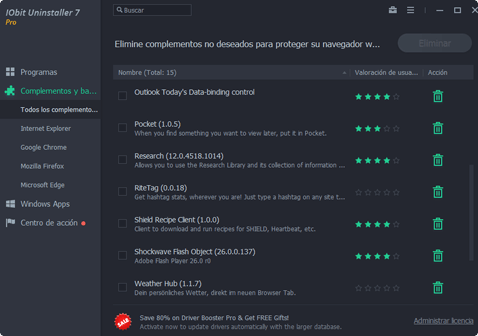 IObit Uninstaller 7
Pro
Buscar
Elimine complementos no deseados para proteger su navegador w...
Eliminar
Programas
Complementos y ba...
Todos los complemento...
Internet Explorer
Google Chrome
Mozilla Firefox
Microsoft Edge
Windows Apps
Centro de acción
Nombre (Total: 15)
Valoración de usua...
Acción
Outlook Today's Data-binding control
Pocket (1.0.5)
When you find something you want to view later, put it in Pocket.
Research (12.0.4518.1014)
Allows you to use the Research Library and its collection of information ...
RiteTag (0.0.18)
Get hashtag stats, wherever you are! Just type a hashtag on any site t...
Shield Recipe Client (1.0.0)
Client to download and run recipes for SHIELD, Heartbeat, etc.
Shockwave Flash Object (26.0.0.137)
Adobe Flash Player 26.0 r0
Weather Hub (1.1.7)
Dein persönliches Wetter, direkt im neuen Browser Tab.
SALE
Save 80% on Driver Booster Pro & Get FREE Gifts!
Activate now to update drivers automatically with the larger database.
Administrar licencia